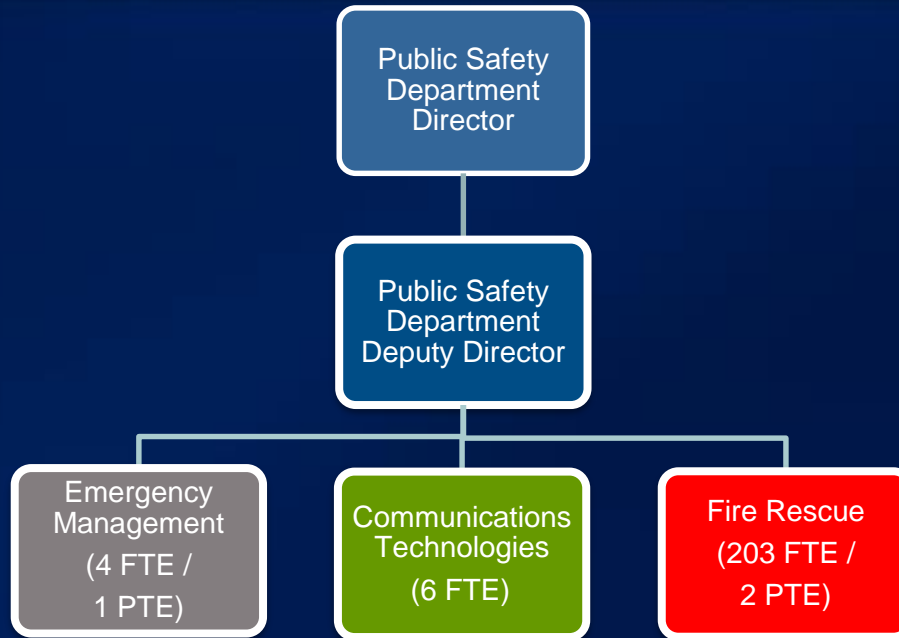 Public Safety
Department
Director
Public Safety
Department
Deputy Director
Emergency
Management
(4 FTE /
1 PTE)
Communications
Technologies
(6 FTE)
Fire Rescue
(203 FTE /
2 PTE)